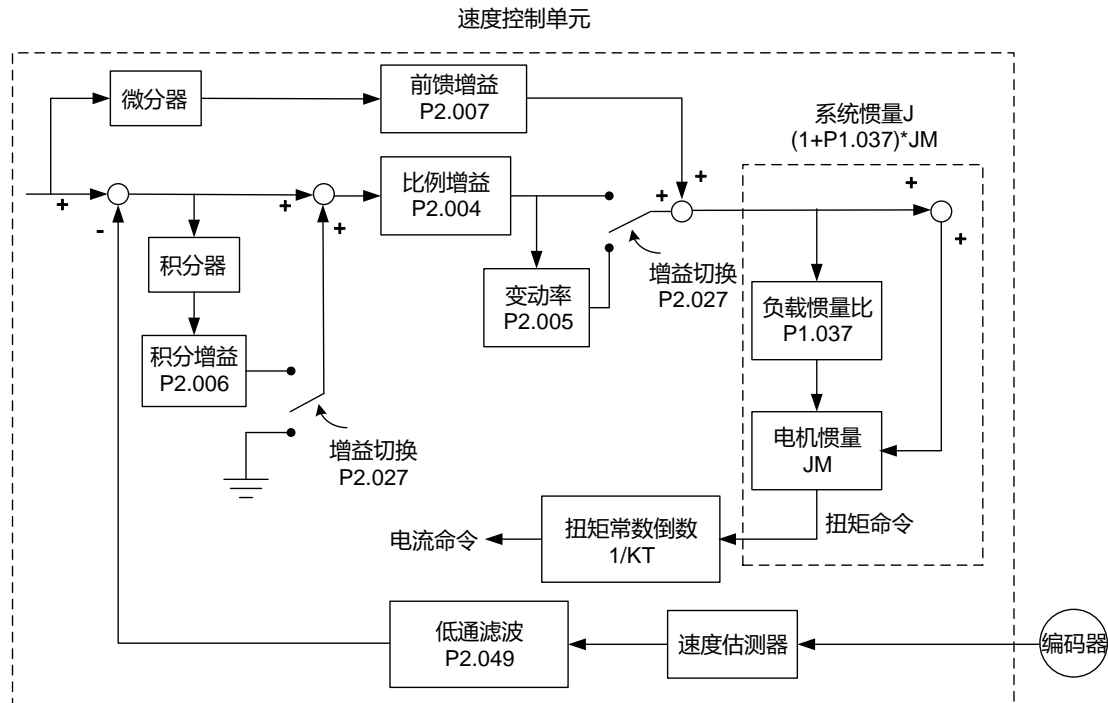 速度控制单元
微分器
前馈增益
P2.007
系统惯量J
(1+P1.037)*JM
+
+
+
+
比例增益
P2.004
+
-
+
+
+
积分器
增益切换
P2.027
变动率
P2.005
负载惯量比
P1.037
积分增益
P2.006
增益切换
P2.027
电机惯量
JM
扭矩命令
电流命令
扭矩常数倒数
1/KT
低通滤波
P2.049
速度估测器
编码器